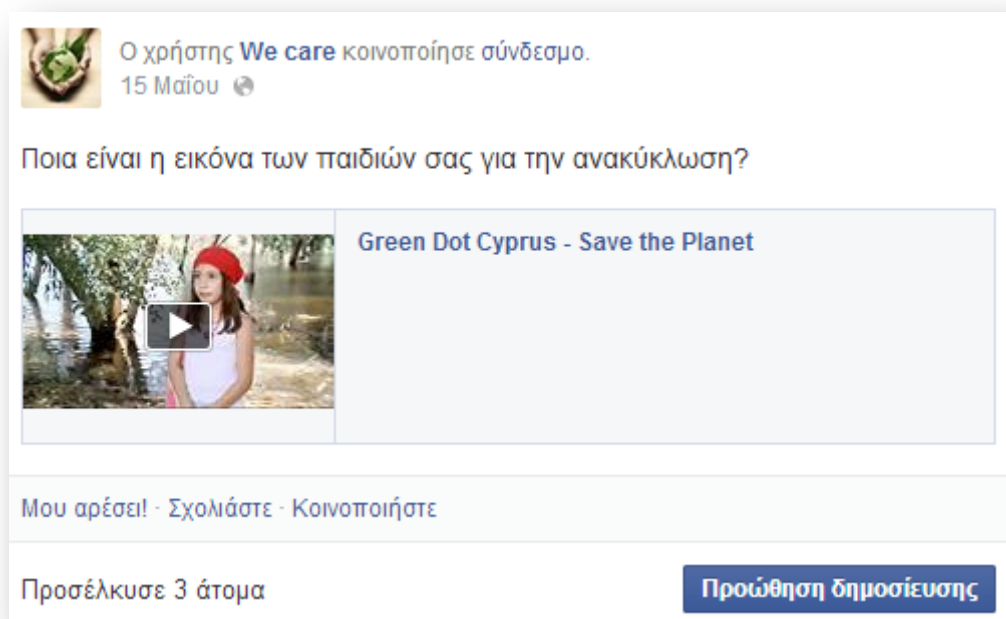 Ο χρήστης We care κοινοποίησε σύνδεσμο.
15 Μαΐου
Ποια είναι η εικόνα των παιδιών σας για την ανακύκλωση?
Green Dot Cyprus - Save the Planet
Μου αρέσει! · Σχολιάστε · Κοινοποιήστε
Προσέλκυσε 3 άτομα
Προώθηση δημοσίευσης